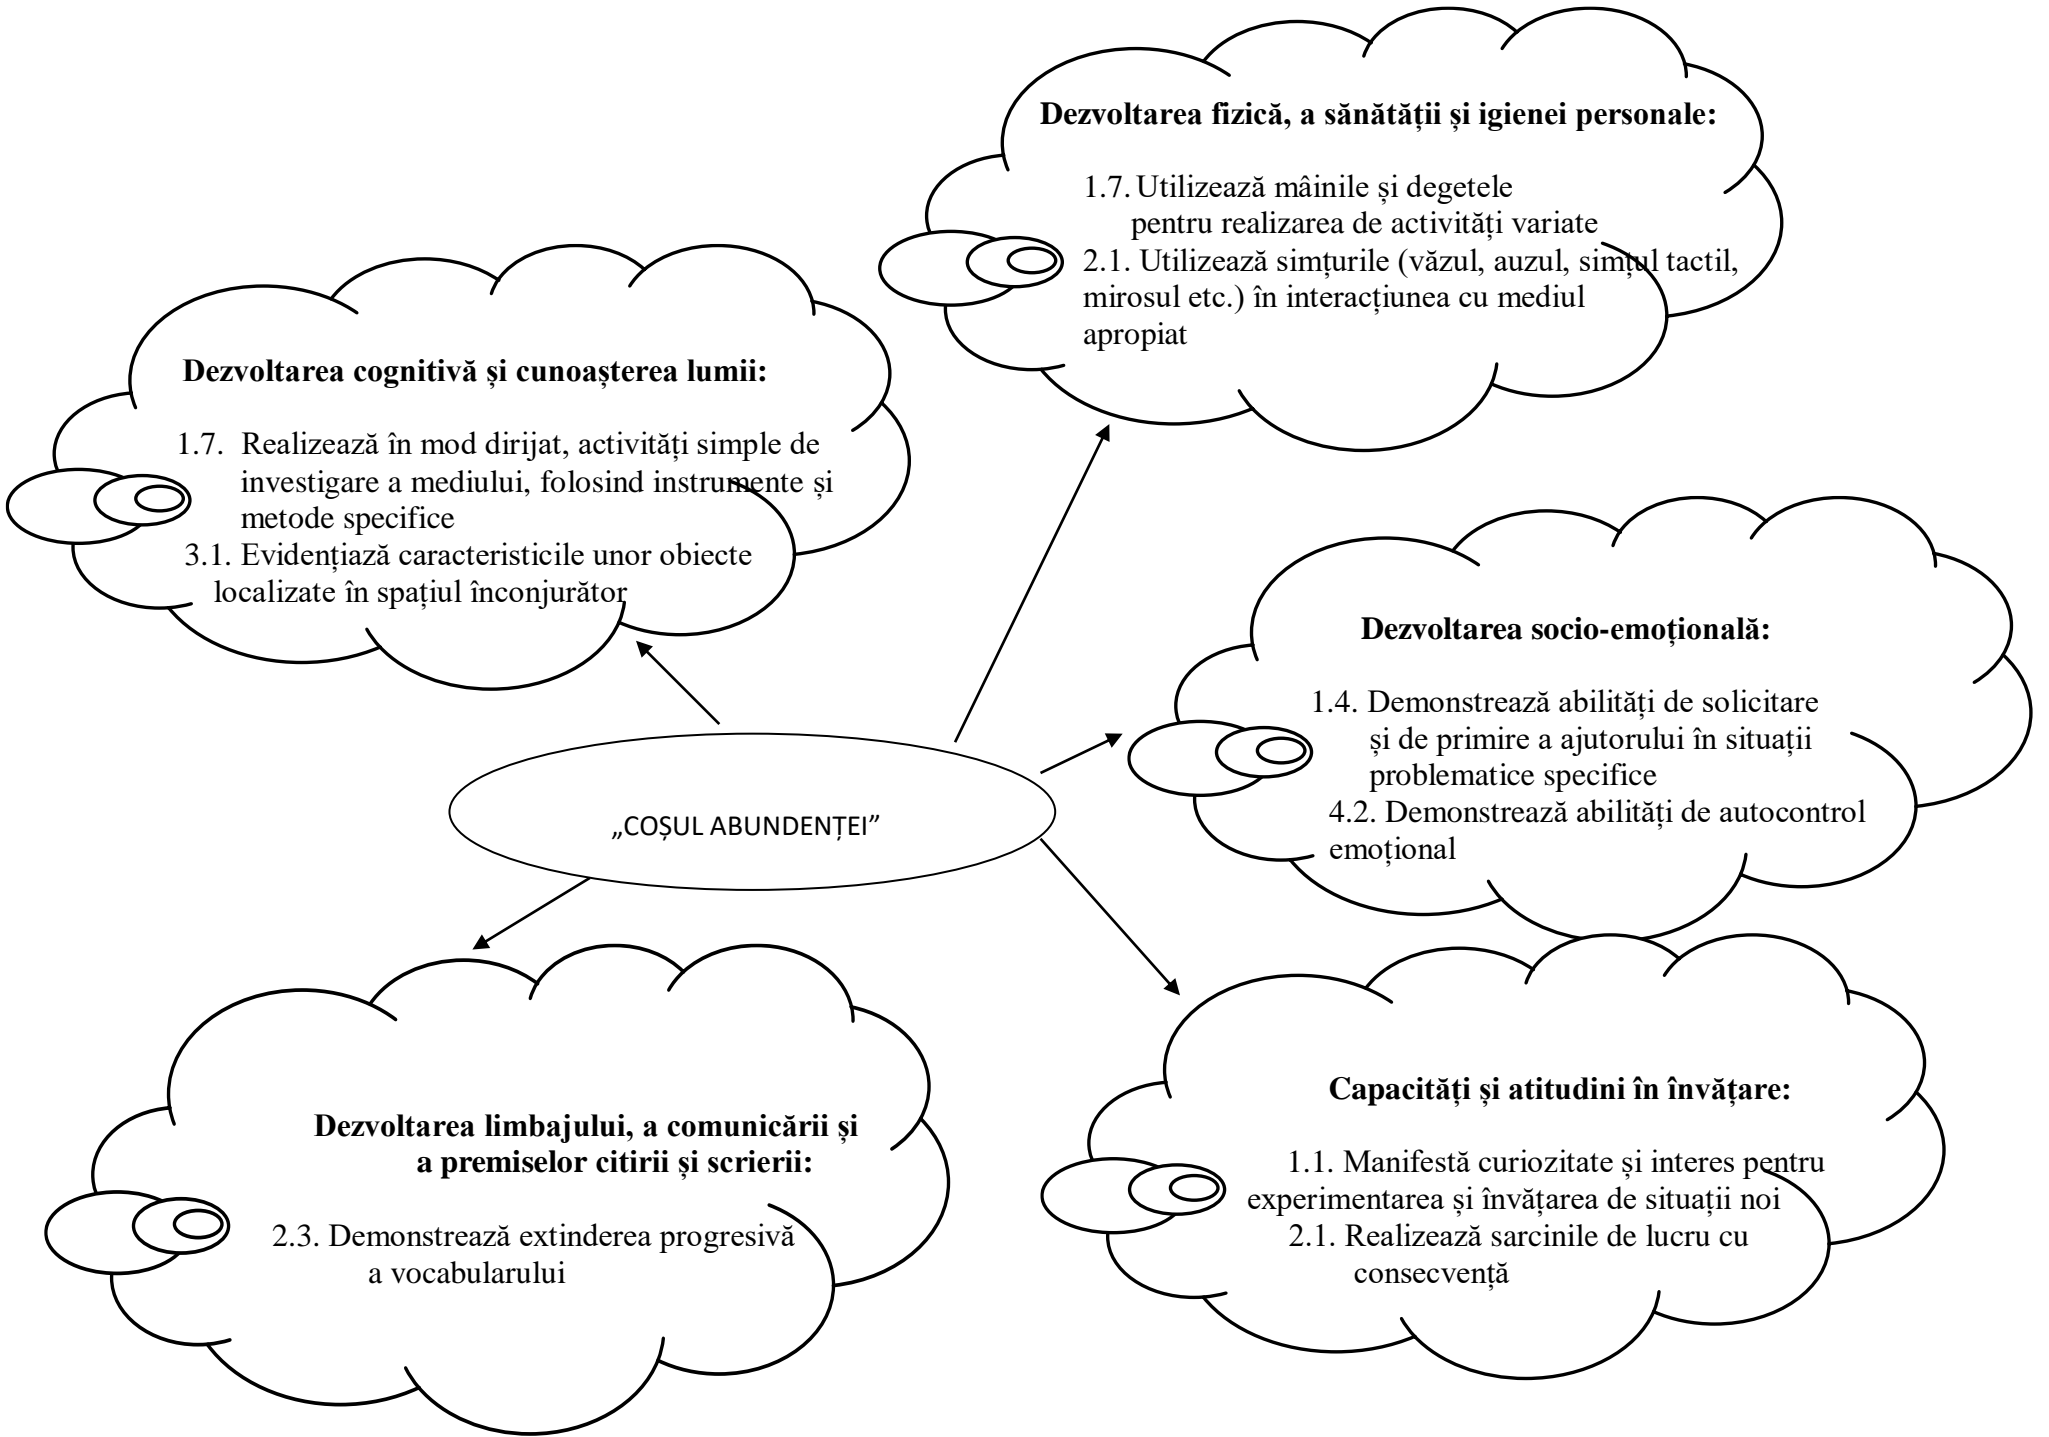 Dezvoltarea fizică, a sănătății și igienei personale:
1.7. Utilizează mâinile și degetele
pentru realizarea de activități variate
2.1. Utilizează simțurile (văzul, auzul, simțul tactil,
mirosul etc.) în interacțiunea cu mediul
apropiat
Dezvoltarea cognitivă și cunoașterea lumii:
1.7. Realizează în mod dirijat, activități simple de
investigare a mediului, folosind instrumente și
metode specifice
3.1. Evidențiază caracteristicile unor obiecte
localizate în spațiul înconjurător
Dezvoltarea socio-emoțională:
1.4. Demonstrează abilități de solicitare
și de primire a ajutorului în situații
problematice specifice
4.2. Demonstrează abilități de autocontrol
emoțional
„COȘUL ABUNDENȚEI”
Dezvoltarea limbajului, a comunicării și
a premiselor citirii și scrierii:
2.3. Demonstrează extinderea progresivă
a vocabularului
Capacități și atitudini în învățare:
1.1. Manifestă curiozitate și interes pentru
experimentarea și învățarea de situații noi
2.1. Realizează sarcinile de lucru cu
consecvență